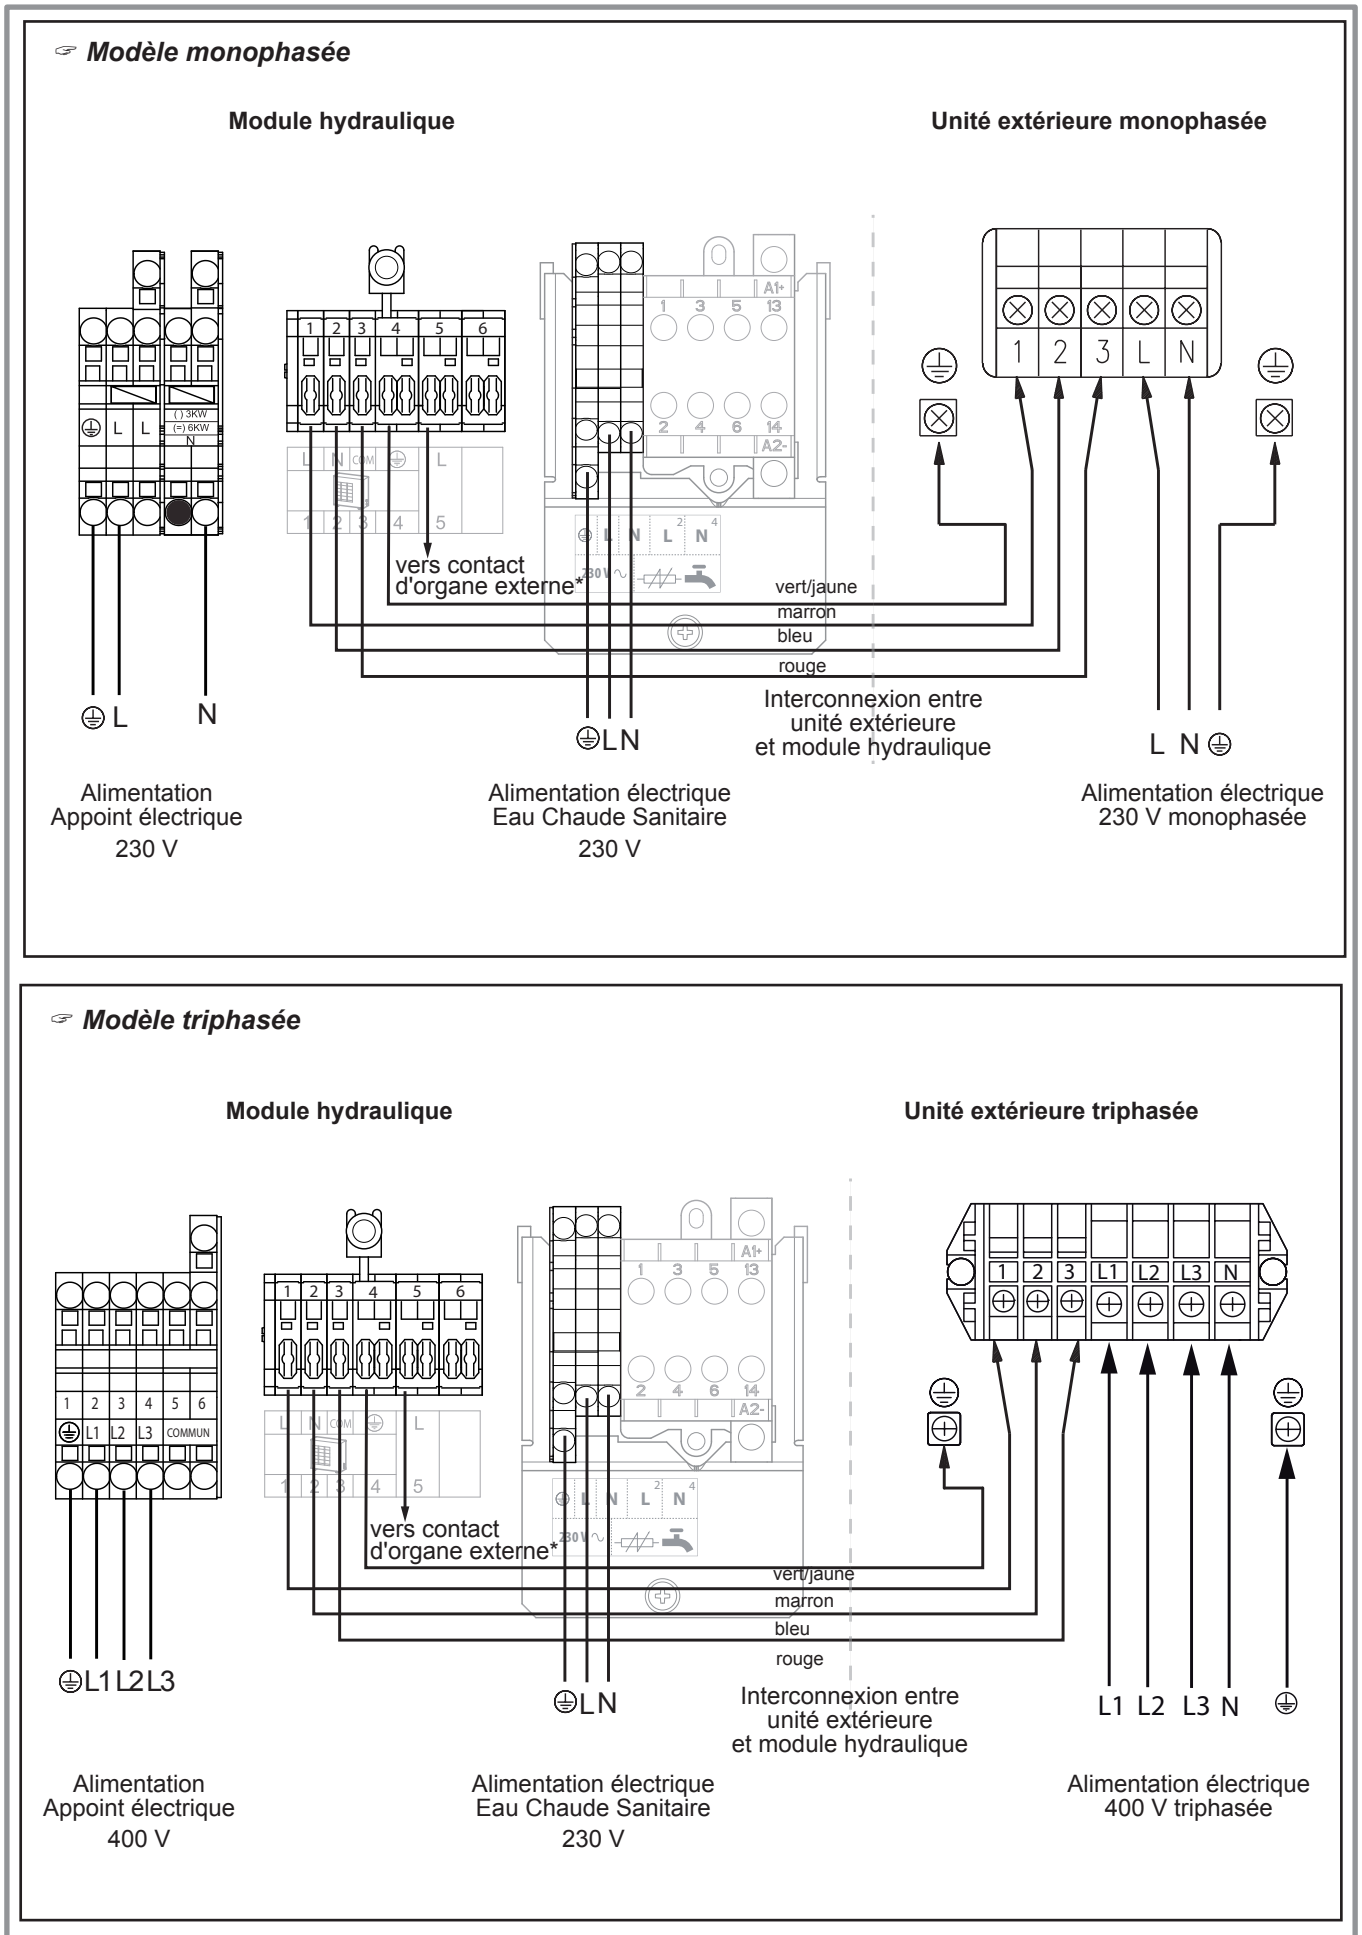 ☞ Modèle monophasée
Module hydraulique
Unité extérieure monophasée
1 2 3 4 5 6
A1+
1 3 5 13
2 4 6 14
A2-
1 2 3 L N
( ) 3KW
(=) 6KW
N
L L
L N COM L
1 2 3 4 5
L N L 2 N 4
230 V ~
vers contact
d'organe externe*
vert/jaune
marron
bleu
rouge
Interconnexion entre
unité extérieure
et module hydraulique
L N
L N
L N
Alimentation
Appoint électrique
230 V
Alimentation électrique
Eau Chaude Sanitaire
230 V
Alimentation électrique
230 V monophasée
☞ Modèle triphasée
Module hydraulique
Unité extérieure triphasée
A1+
1 3 5 13
2 4 6 14
A2-
1 2 3 L1 L2 L3 N
1 2 3 4 5 6
1 2 3 4 5 6
L1 L2 L3 COMMUN
L N COM L
1 2 3 4 5
L N L 2 N 4
230 V ~
vers contact
d'organe externe*
vert/jaune
marron
bleu
rouge
Interconnexion entre
unité extérieure
et module hydraulique
L1 L2 L3
L N
L1 L2 L3 N
Alimentation
Appoint électrique
400 V
Alimentation électrique
Eau Chaude Sanitaire
230 V
Alimentation électrique
400 V triphasée